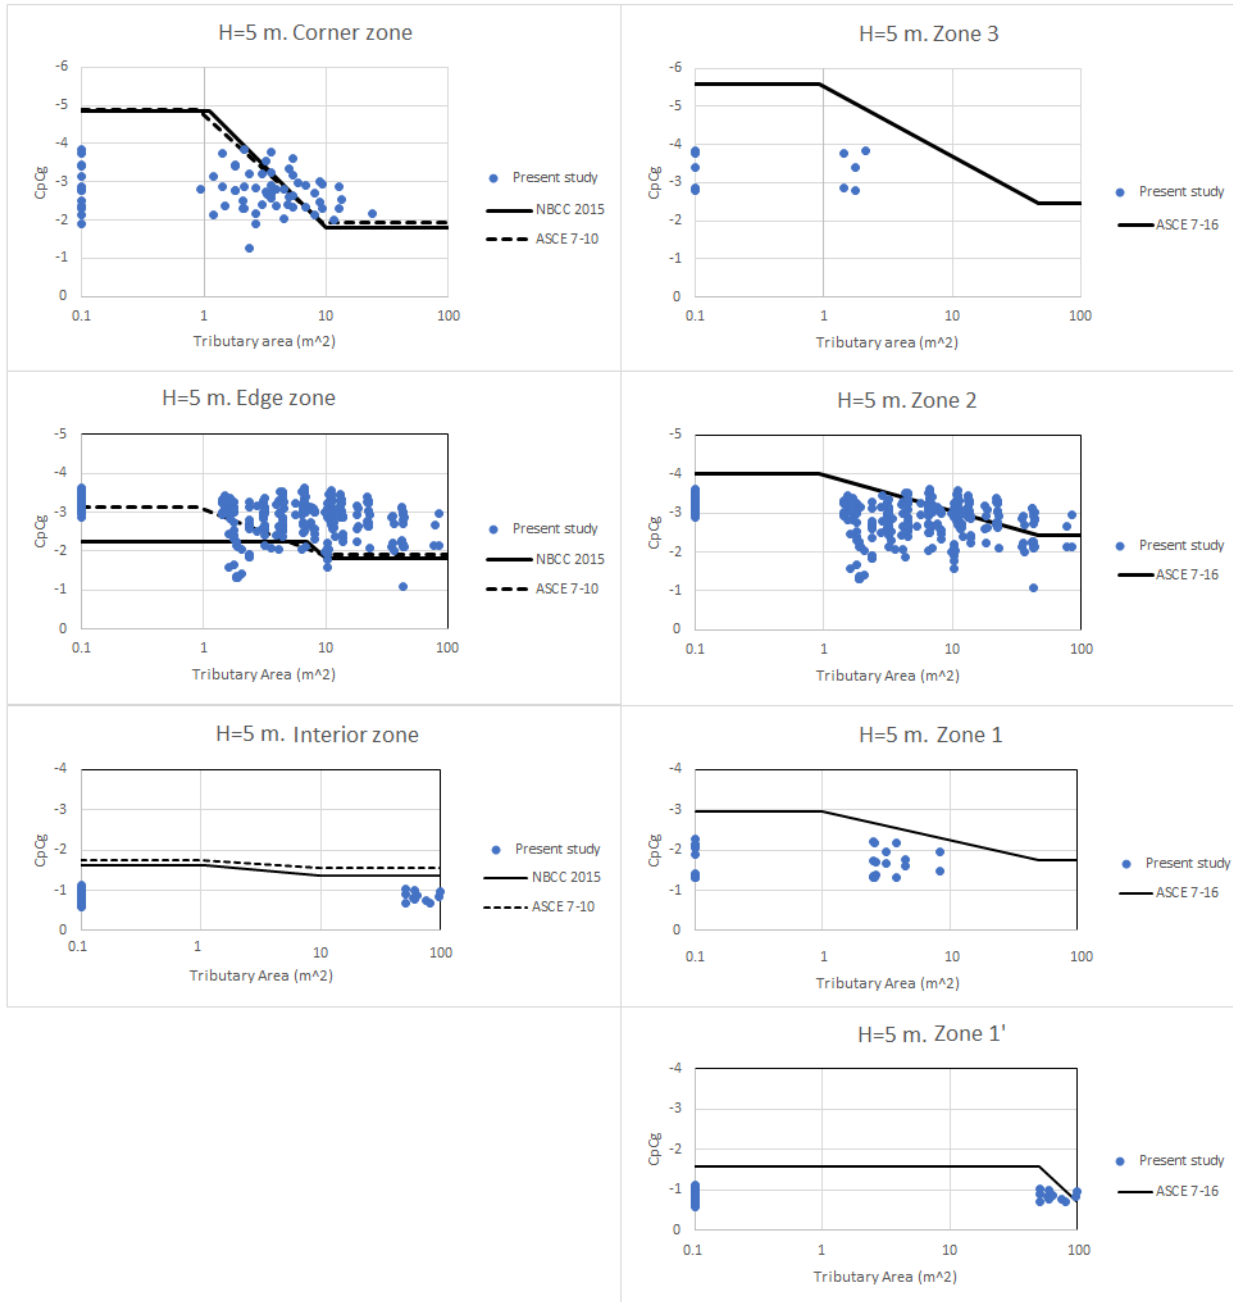 H=5 m. Corner zone
-6
-5
-4
-3
-2
-1
0
CpCg
0.1 1 10 100
Tributary area (m^2)
Present study
NBCC 2015
ASCE 7-10
H=5 m. Zone 3
-6
-5
-4
-3
-2
-1
0
CpCg
0.1 1 10 100
Tributary area (m^2)
Present study
ASCE 7-16
H=5 m. Edge zone
-5
-4
-3
-2
-1
0
CpCg
0.1 1 10 100
Tributary Area (m^2)
Present study
NBCC 2015
ASCE 7-10
H=5 m. Zone 2
-5
-4
-3
-2
-1
0
CpCg
0.1 1 10 100
Tributary Area (m^2)
Present study
ASCE 7-16
H=5 m. Interior zone
-4
-3
-2
-1
0
CpCg
0.1 1 10 100
Tributary Area (m^2)
Present study
NBCC 2015
ASCE 7-10
H=5 m. Zone 1
-4
-3
-2
-1
0
CpCg
0.1 1 10 100
Tributary Area (m^2)
Present study
ASCE 7-16
H=5 m. Zone 1'
-4
-3
-2
-1
0
CpCg
0.1 1 10 100
Tributary Area (m^2)
Present study
ASCE 7-16